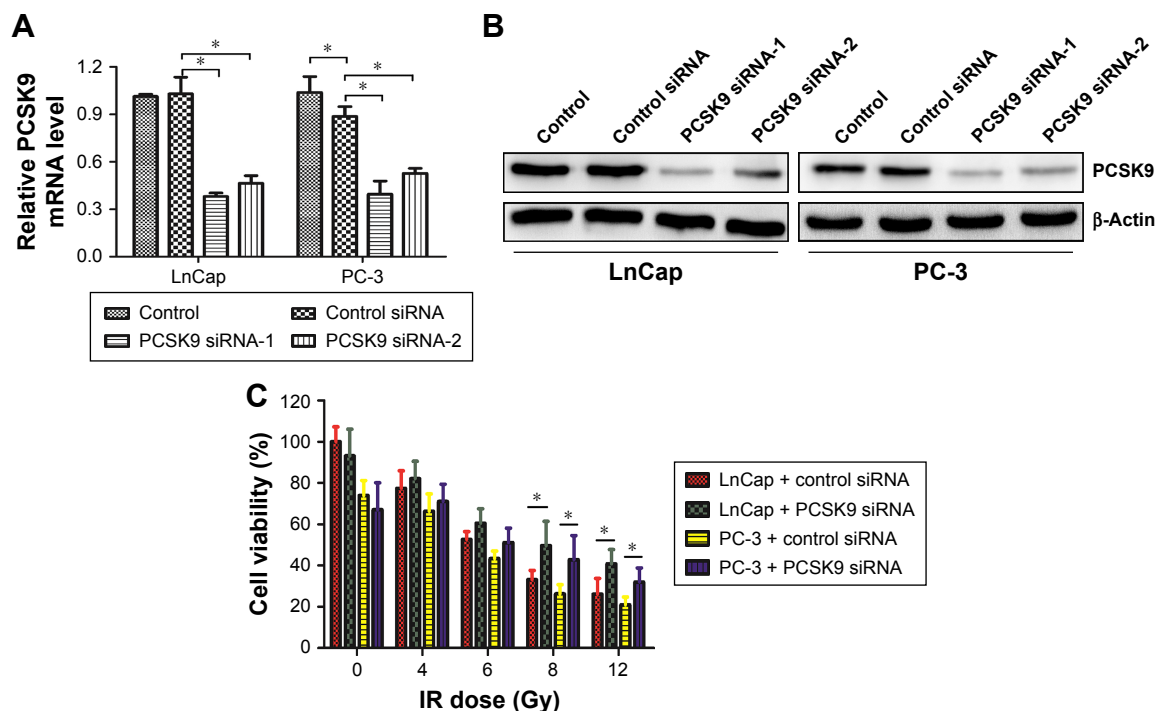 A
Relative PCSK9
mRNA level
1.2
0.9
0.6
0.3
0.0
* * * * *
LnCap PC-3
Control Control siRNA
PCSK9 siRNA-1 PCSK9 siRNA-2
B
Control Control siRNA PCSK9 siRNA-1 PCSK9 siRNA-2 Control Control siRNA PCSK9 siRNA-1 PCSK9 siRNA-2
PCSK9
β-Actin
LnCap PC-3
C
Cell viability (%)
120
100
80
60
40
20
0
* * * *
0 4 6 8 12
IR dose (Gy)
LnCap + control siRNA
LnCap + PCSK9 siRNA
PC-3 + control siRNA
PC-3 + PCSK9 siRNA